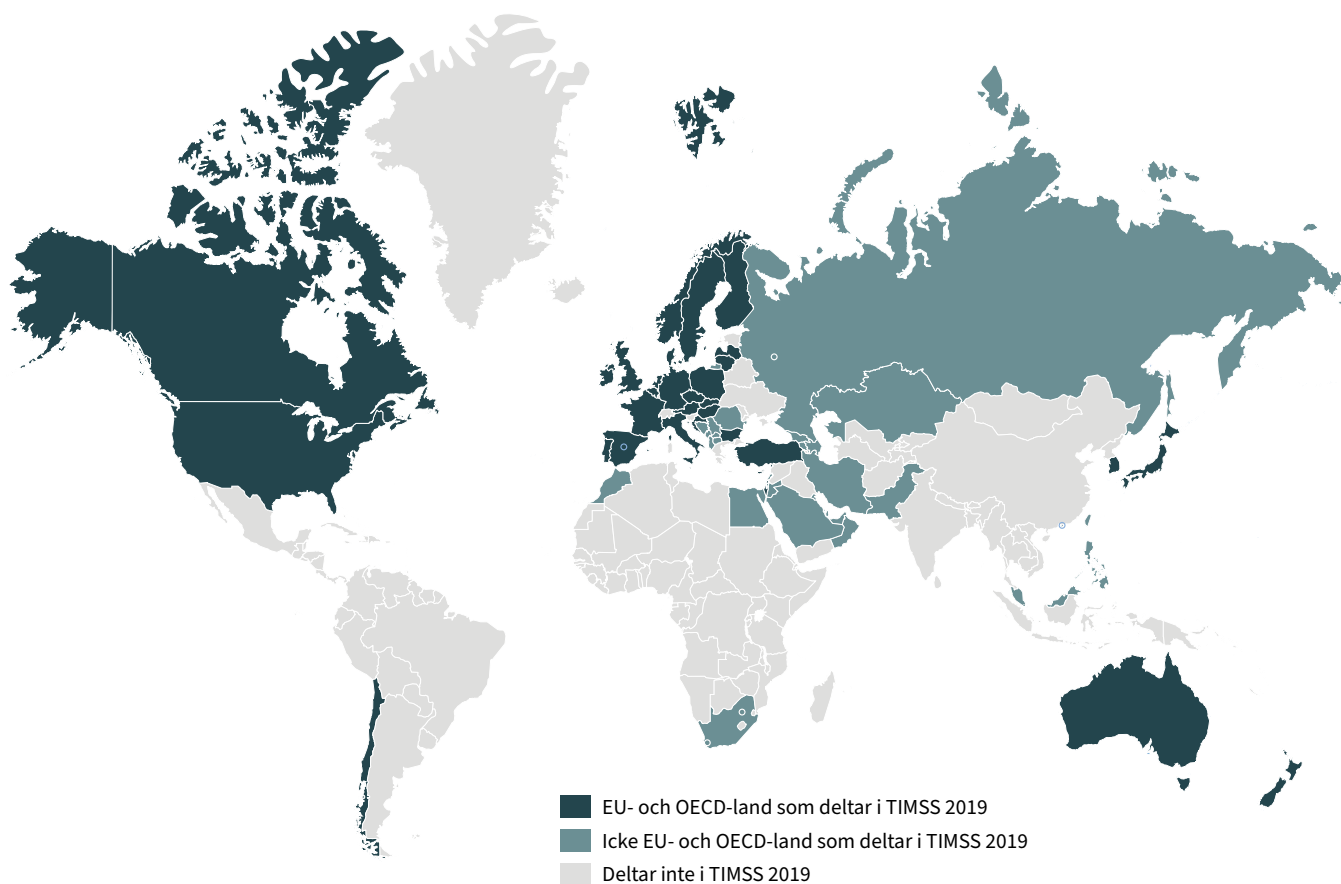 EU- och OECD-land som deltar i TIMSS 2019
Icke EU- och OECD-land som deltar i TIMSS 2019
Deltar inte i TIMSS 2019